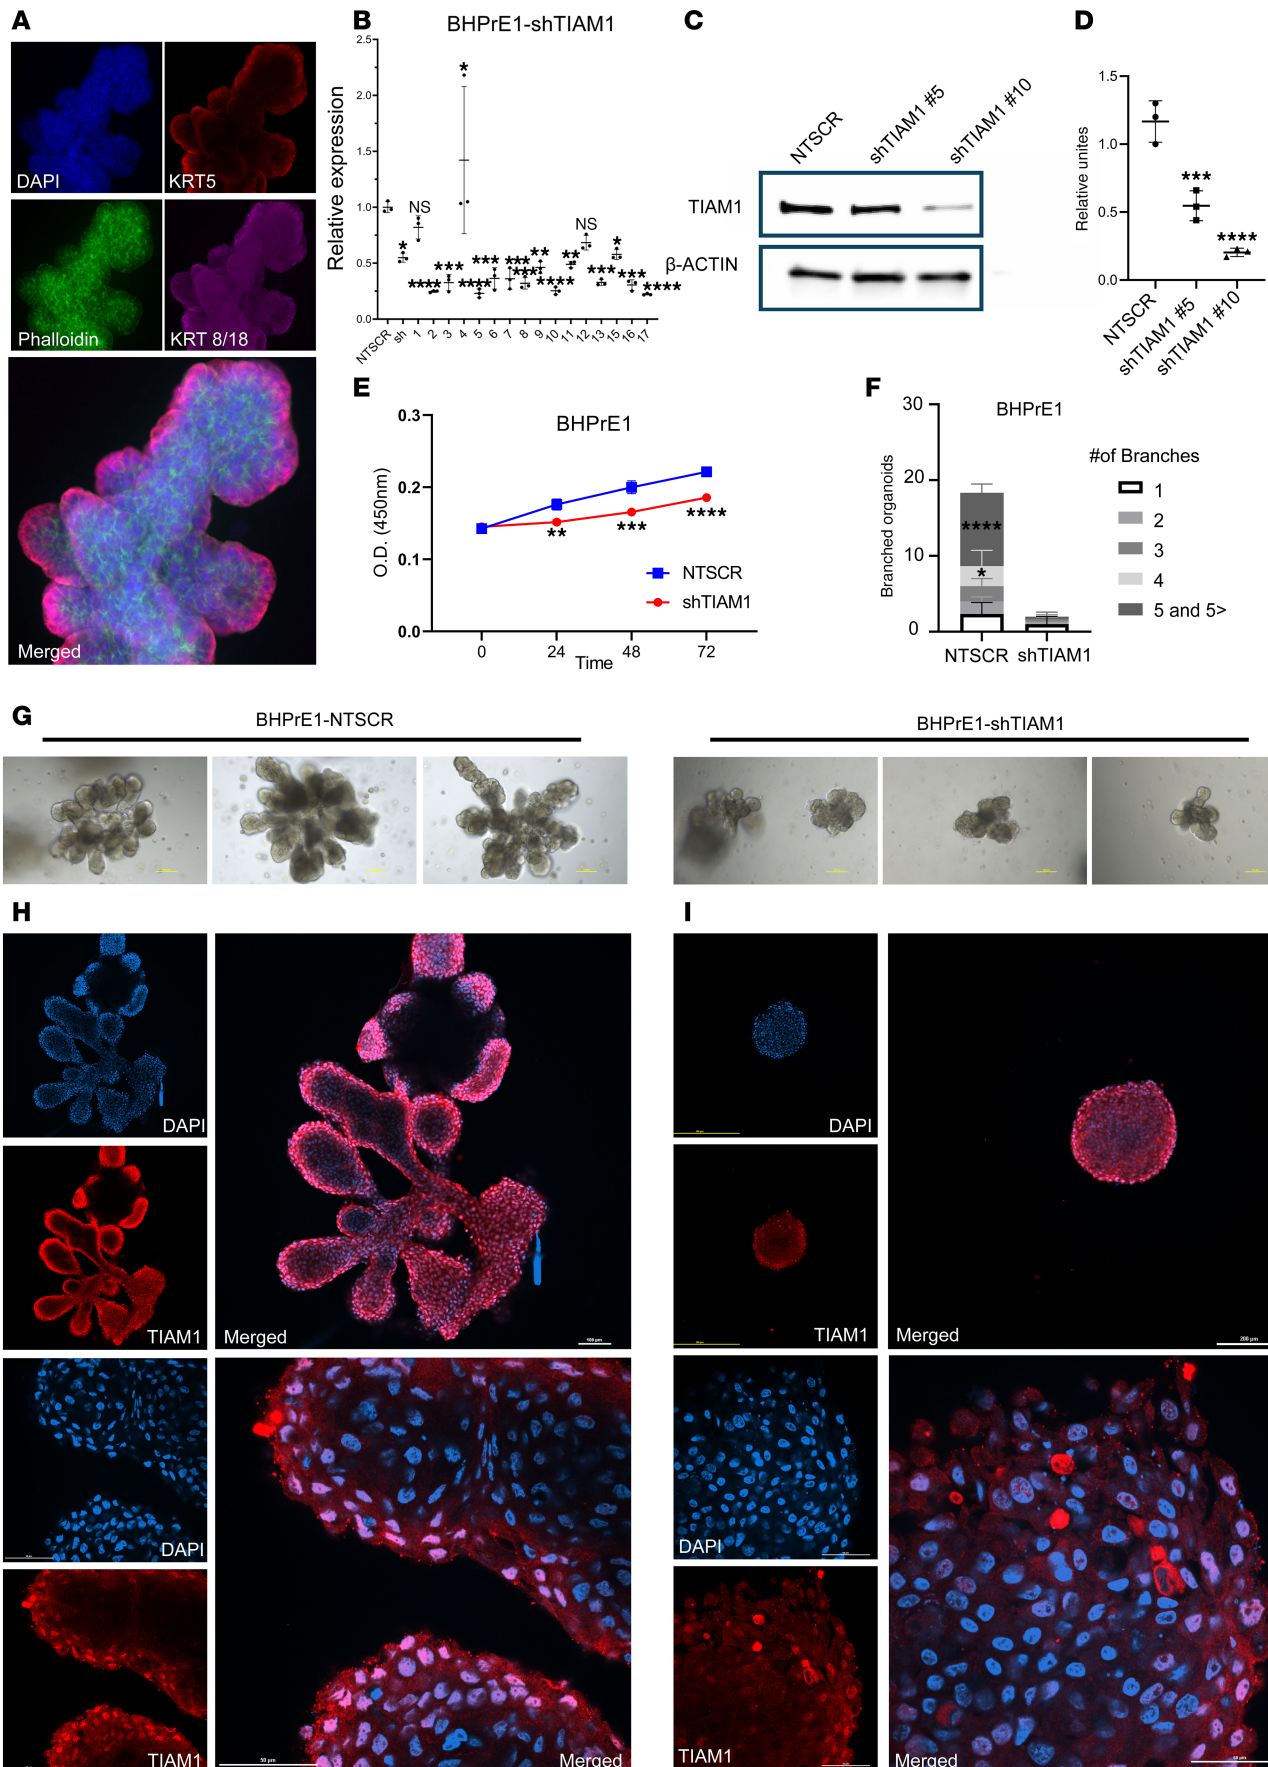 A
DAPI
KRT5
Phalloidin
KRT 8/18
Merged
B
BHPrE1-shTIAM1
Relative expression
2.5
2.0
1.5
1.0
0.5
0.0
*
NS
NS
*
****
***
****
***
***
***
**
****
**
***
*
***
****
NTSCR
sh
1
2
3
4
5
6
7
8
9
10
11
12
13
15
16
17
C
NTSCR
shTIAM1 #5
shTIAM1 #10
TIAM1
β-ACTIN
D
Relative unites
1.5
1.0
0.5
0.0
***
****
NTSCR
shTIAM1 #5
shTIAM1 #10
E
BHPrE1
O.D. (450nm)
0.3
0.2
0.1
0.0
**
***
****
NTSCR
shTIAM1
0
24
48
72
Time
F
BHPrE1
Branched organoids
30
20
10
0
****
*
NTSCR
shTIAM1
#of Branches
1
2
3
4
5 and 5>
G
BHPrE1-NTSCR
BHPrE1-shTIAM1
H
DAPI
TIAM1
Merged
100 µm
DAPI
TIAM1
50 µm
Merged
I
DAPI
TIAM1
Merged
200 µm
DAPI
TIAM1
Merged